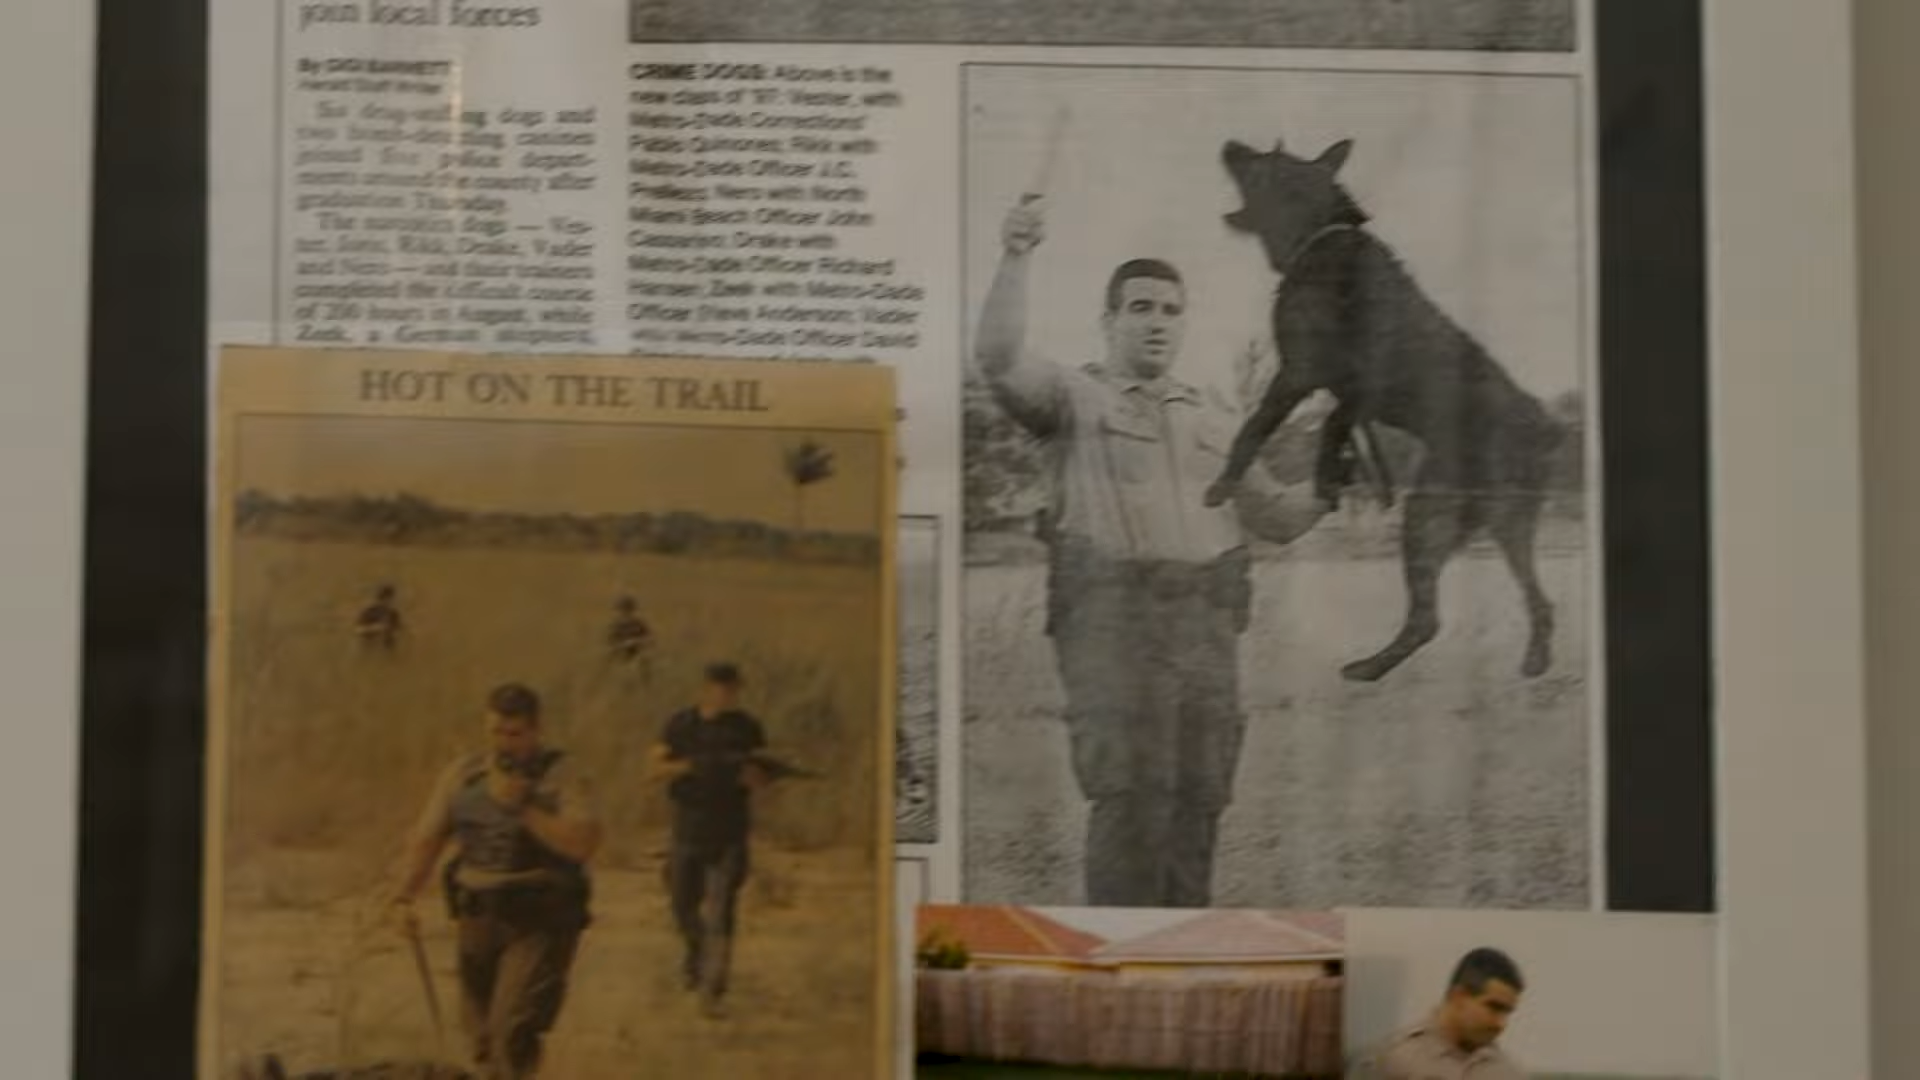 join local forces
By GIGI BARNETT
Herald Staff Writer
Six drug-sniffing dogs and
two bomb-detecting canines
joined five police depart-
ments around the county after
graduation Thursday.
The narcotics dogs — Ves-
ter, Rikk, Drake, Vader
and Nero — and their trainers
completed the difficult course
of 200 hours in August, while
Zeek, a German shepherd,
CRIME DOGS: Above is the
new class of '97: Vester, with
Metro-Dade Corrections'
Pablo Quinones; Rikk with
Metro-Dade Officer J.C.
Nero with North
Miami Beach Officer John
Drake with
Metro-Dade Officer Richard
Hansen; Zeek with Metro-Dade
Officer Steve Anderson; Vader
with Metro-Dade Officer David
HOT ON THE TRAIL